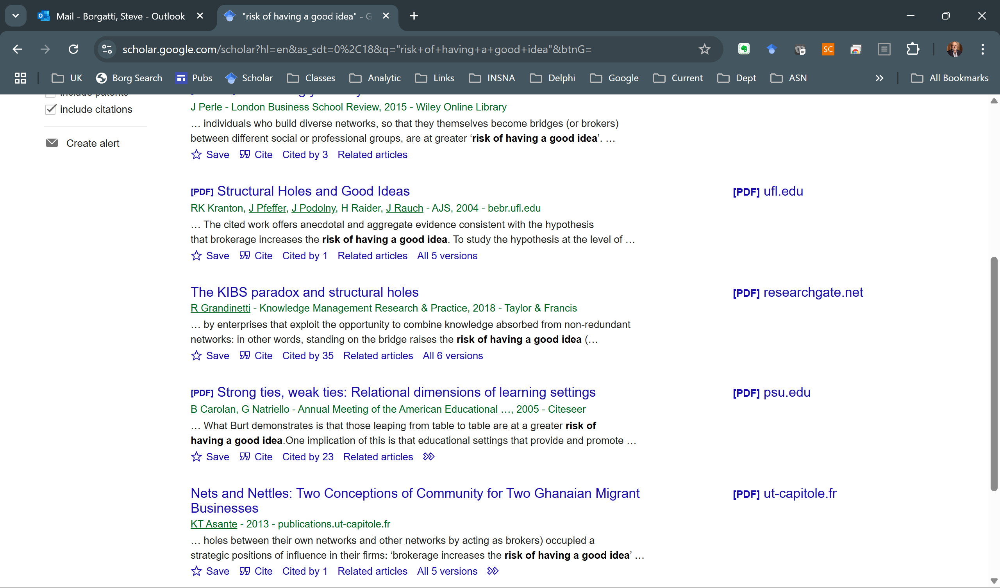 Mail - Borgatti, Steve - Outlook
"risk of having a good idea" - G
scholar.google.com/scholar?hl=en&as_sdt=0%2C18&q="risk+of+having+a+good+idea"&btnG=
SC
UK Borg Search Pubs Scholar Classes Analytic Links INSNA Delphi Google Current Dept ASN All Bookmarks
include patents
include citations
Create alert
J Perle - London Business School Review, 2015 - Wiley Online Library
… individuals who build diverse networks, so that they themselves become bridges (or brokers)
between different social or professional groups, are at greater ‘risk of having a good idea’. …
Save Cite Cited by 3 Related articles
[PDF] Structural Holes and Good Ideas
[PDF] ufl.edu
RK Kranton, J Pfeffer, J Podolny, H Raider, J Rauch - AJS, 2004 - bebr.ufl.edu
… The cited work offers anecdotal and aggregate evidence consistent with the hypothesis
that brokerage increases the risk of having a good idea. To study the hypothesis at the level of …
Save Cite Cited by 1 Related articles All 5 versions
The KIBS paradox and structural holes
[PDF] researchgate.net
R Grandinetti - Knowledge Management Research & Practice, 2018 - Taylor & Francis
… by enterprises that exploit the opportunity to combine knowledge absorbed from non-redundant
networks: in other words, standing on the bridge raises the risk of having a good idea (…
Save Cite Cited by 35 Related articles All 6 versions
[PDF] Strong ties, weak ties: Relational dimensions of learning settings
[PDF] psu.edu
B Carolan, G Natriello - Annual Meeting of the American Educational …, 2005 - Citeseer
… What Burt demonstrates is that those leaping from table to table are at a greater risk of
having a good idea.One implication of this is that educational settings that provide and promote …
Save Cite Cited by 23 Related articles
Nets and Nettles: Two Conceptions of Community for Two Ghanaian Migrant
Businesses
[PDF] ut-capitole.fr
KT Asante - 2013 - publications.ut-capitole.fr
… holes between their own networks and other networks by acting as brokers) occupied a
strategic positions of influence in their firms: ‘brokerage increases the risk of having a good idea’ …
Save Cite Cited by 1 Related articles All 5 versions